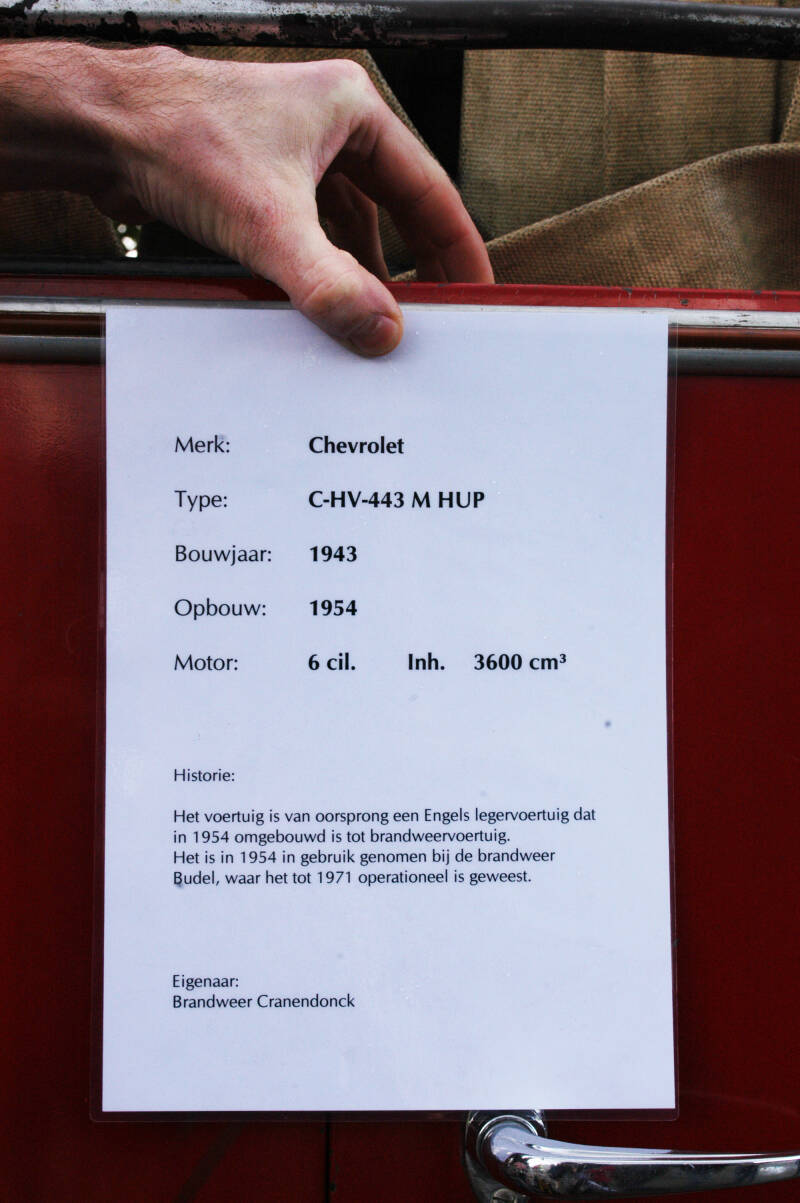 Merk: Chevrolet
Type: C-HV-443 M HUP
Bouwjaar: 1943
Opbouw: 1954
Motor: 6 cil. Inh. 3600 cm³
Historie:
Het voertuig is van oorsprong een Engels legervoertuig dat
in 1954 omgebouwd is tot brandweervoertuig.
Het is in 1954 in gebruik genomen bij de brandweer
Budel, waar het tot 1971 operationeel is geweest.
Eigenaar:
Brandweer Cranendonck